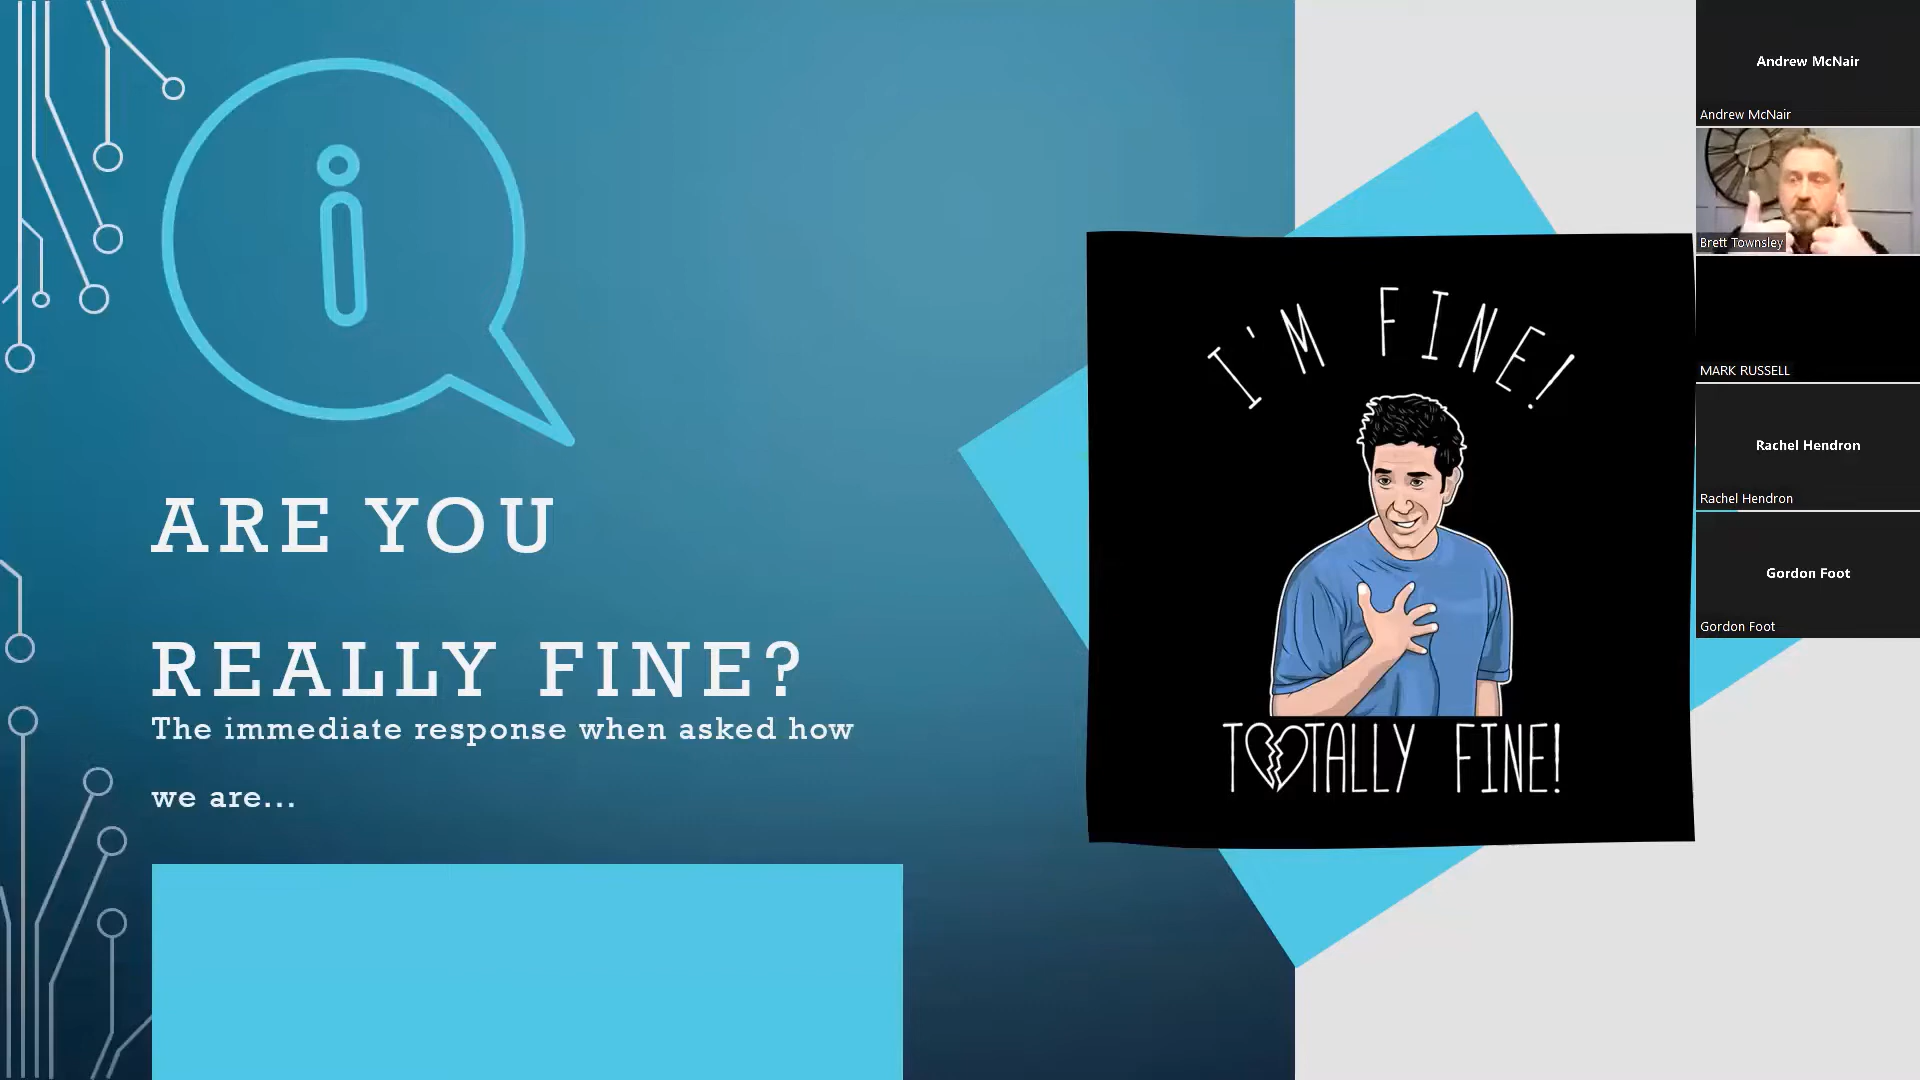 ARE YOU
REALLY FINE?
The immediate response when asked how
we are...
I'M FINE!
TOTALLY FINE!
Andrew McNair
Andrew McNair
Brett Townsley
MARK RUSSELL
Rachel Hendron
Rachel Hendron
Gordon Foot
Gordon Foot